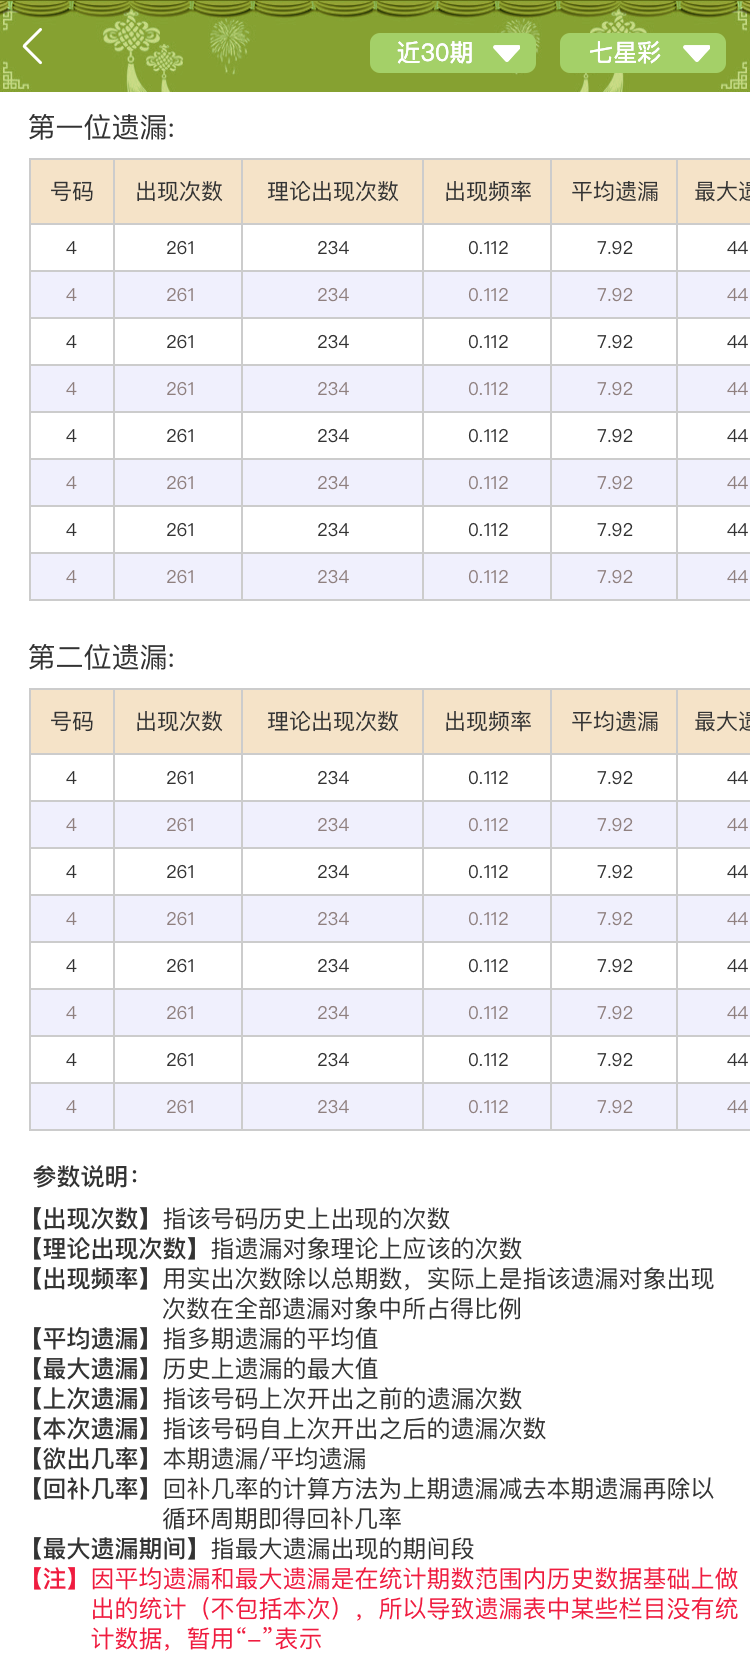 近30期 七星彩
第一位遗漏:
号码 出现次数 理论出现次数 出现频率 平均遗漏 最大
4 261 234 0.112 7.92 44
4 261 234 0.112 7.92 44
4 261 234 0.112 7.92 44
4 261 234 0.112 7.92 44
4 261 234 0.112 7.92 44
4 261 234 0.112 7.92 44
4 261 234 0.112 7.92 44
4 261 234 0.112 7.92 44
第二位遗漏:
号码 出现次数 理论出现次数 出现频率 平均遗漏 最大
4 261 234 0.112 7.92 44
4 261 234 0.112 7.92 44
4 261 234 0.112 7.92 44
4 261 234 0.112 7.92 44
4 261 234 0.112 7.92 44
4 261 234 0.112 7.92 44
4 261 234 0.112 7.92 44
4 261 234 0.112 7.92 44
参数说明：
【出现次数】指该号码历史上出现的次数
【理论出现次数】指遗漏对象理论上应该的次数
【出现频率】用实出次数除以总期数，实际上是指该遗漏对象出现
次数在全部遗漏对象中所占得比例
【平均遗漏】指多期遗漏的平均值
【最大遗漏】历史上遗漏的最大值
【上次遗漏】指该号码上次开出之前的遗漏次数
【本次遗漏】指该号码自上次开出之后的遗漏次数
【欲出几率】本期遗漏/平均遗漏
【回补几率】回补几率的计算方法为上期遗漏减去本期遗漏再除以
循环周期即得回补几率
【最大遗漏期间】指最大遗漏出现的期间段
【注】因平均遗漏和最大遗漏是在统计期数范围内历史数据基础上做
出的统计（不包括本次），所以导致遗漏表中某些栏目没有统
计数据，暂用“–”表示